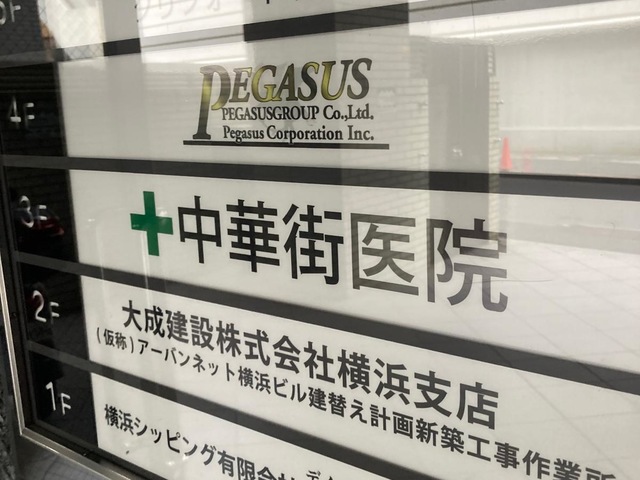 4F
PEGASUS
PEGASUSGROUP Co.,Ltd.
Pegasus Corporation Inc.
3F
中華街医院
2F
大成建設株式会社横浜支店
(仮称)アーバンネット横浜ビル建替え計画新築工事作業所
1F
横浜シッピング有限会社